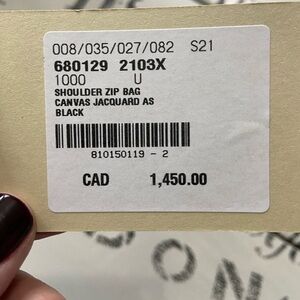 008/035/027/082 S21
680129 2103X
1000 U
SHOULDER ZIP BAG
CANVAS JACQUARD AS
BLACK
810150119 - 2
CAD 1,450.00